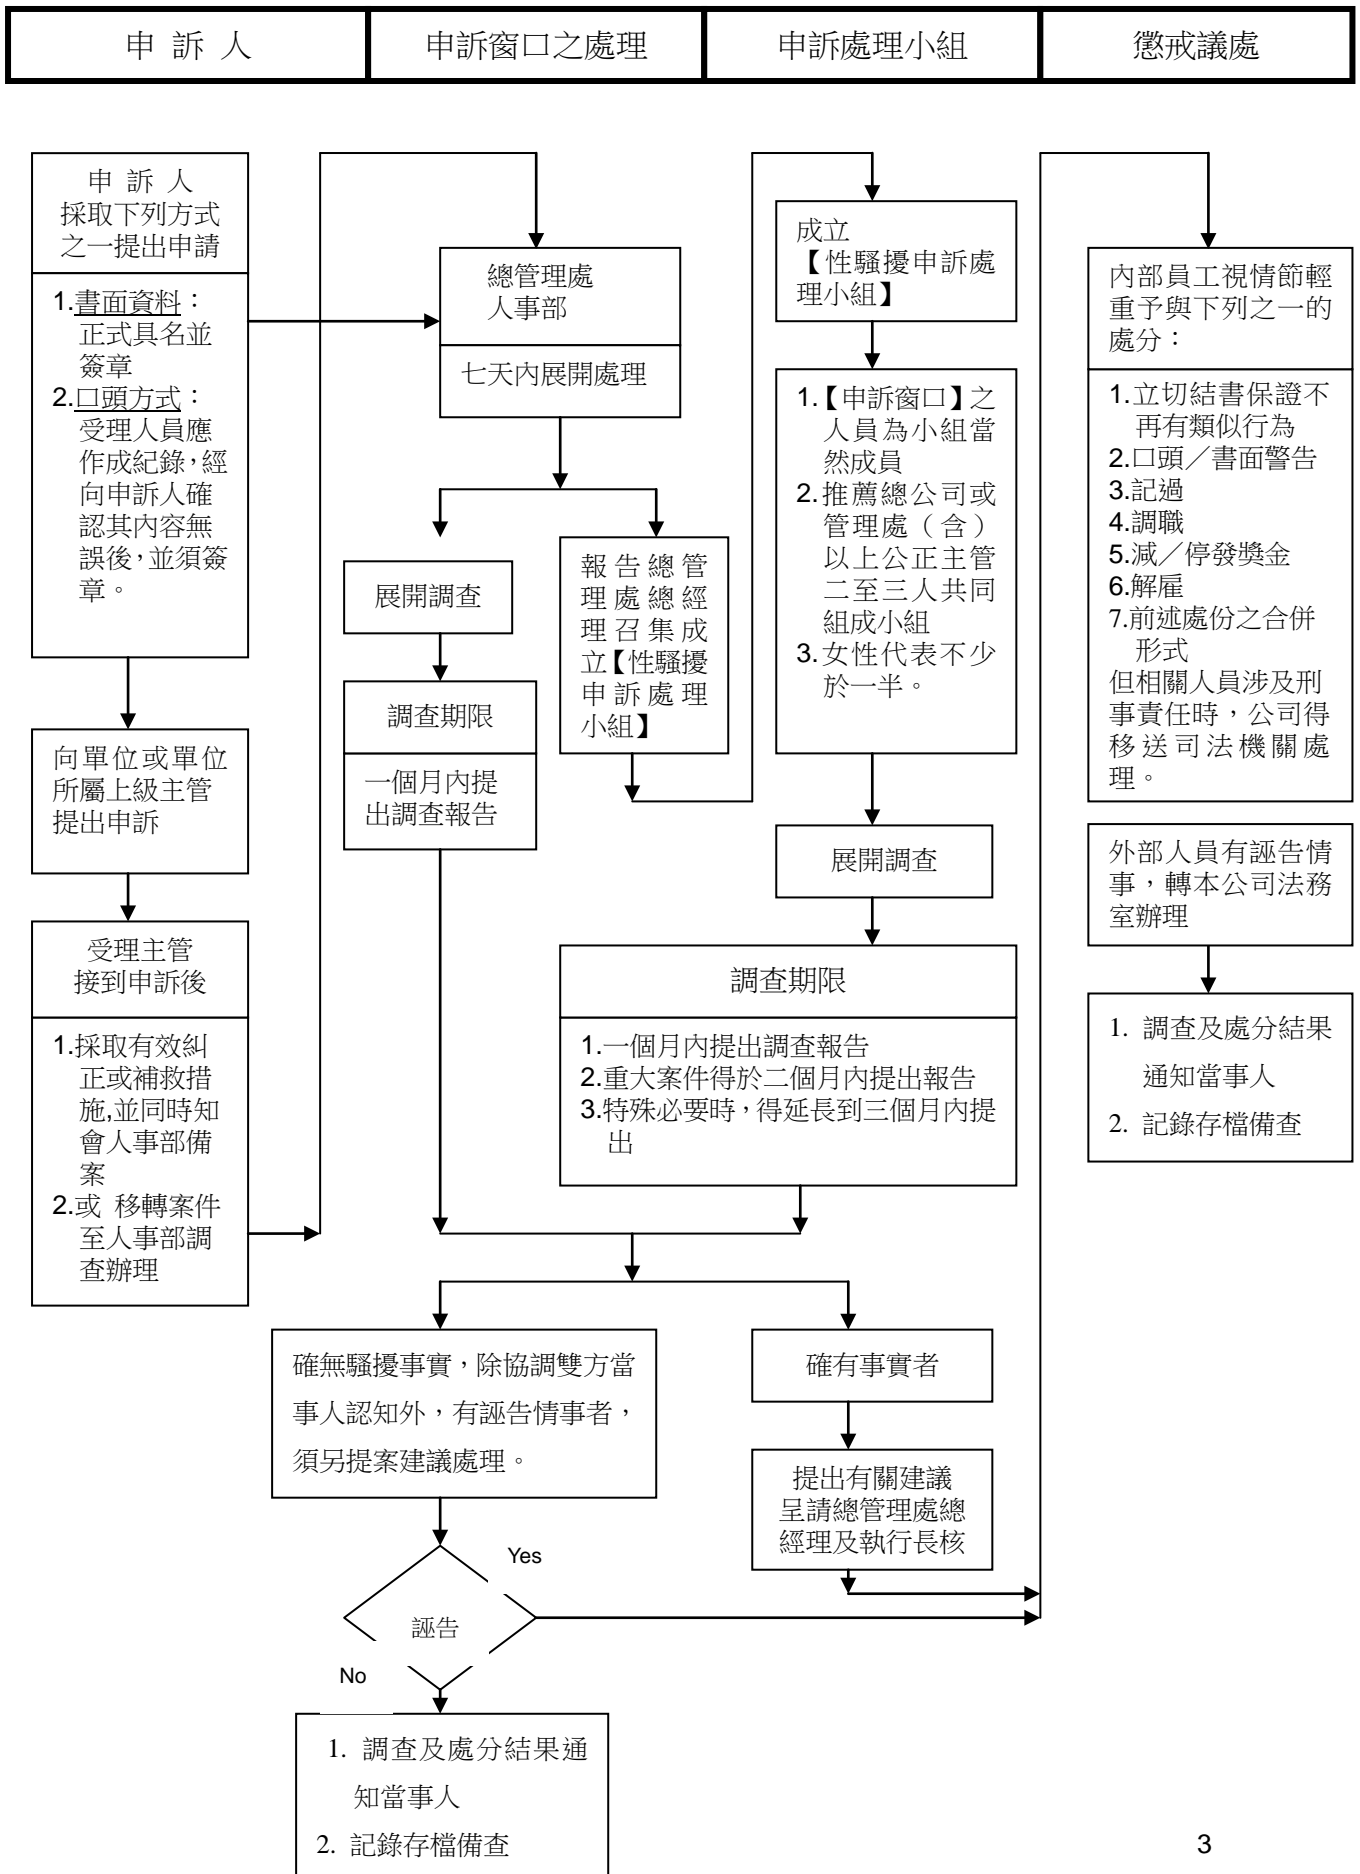 申 訴 人
申訴窗口之處理
申訴處理小組
懲戒議處
申 訴 人
採取下列方式
之一提出申請
1.書面資料：
正式具名並
簽章
2.口頭方式：
受理人員應
作成紀錄，經
向申訴人確
認其內容無
誤後，並須簽
章。
向單位或單位
所屬上級主管
提出申訴
受理主管
接到申訴後
1.採取有效糾
正或補救措
施,並同時知
會人事部備
案
2.或 移轉案件
至人事部調
查辦理
總管理處
人事部
七天內展開處理
展開調查
調查期限
一個月內提
出調查報告
報告總管
理處總經
理召集成
立【性騷擾
申訴處理
小組】
成立
【性騷擾申訴處
理小組】
1.【申訴窗口】之
人員為小組當
然成員
2.推薦總公司或
管理處（含）
以上公正主管
二至三人共同
組成小組
3.女性代表不少
於一半。
展開調查
調查期限
1.一個月內提出調查報告
2.重大案件得於二個月內提出報告
3.特殊必要時，得延長到三個月內提
出
確無騷擾事實，除協調雙方當
事人認知外，有誣告情事者，
須另提案建議處理。
確有事實者
提出有關建議
呈請總管理處總
經理及執行長核
Yes
誣告
No
1. 調查及處分結果通
知當事人
2. 記錄存檔備查
內部員工視情節輕
重予與下列之一的
處分：
1.立切結書保證不
再有類似行為
2.口頭／書面警告
3.記過
4.調職
5.減／停發獎金
6.解雇
7.前述處份之合併
形式
但相關人員涉及刑
事責任時，公司得
移送司法機關處
理。
外部人員有誣告情
事，轉本公司法務
室辦理
1. 調查及處分結果
通知當事人
2. 記錄存檔備查
3